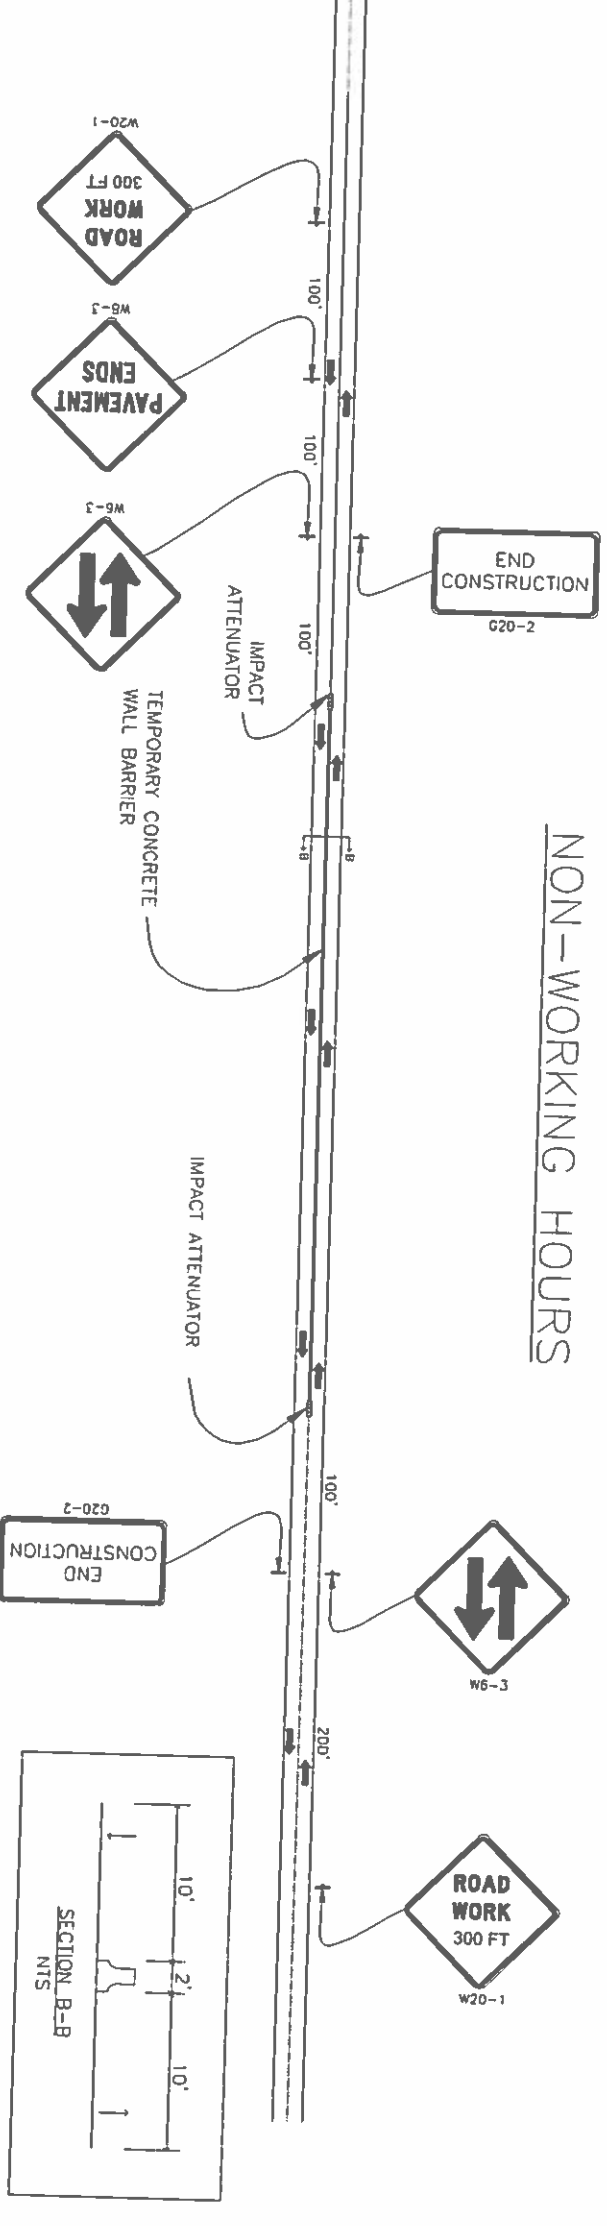 NON-WORKING HOURS
W20-1
ROAD
WORK
300 FT
100'
W8-3
PAVEMENT
ENDS
100'
W6-3
100'
END
CONSTRUCTION
G20-2
IMPACT
ATTENUATOR
TEMPORARY CONCRETE
WALL BARRIER
B
B
IMPACT ATTENUATOR
100'
G20-2
END
CONSTRUCTION
W6-3
200'
ROAD
WORK
300 FT
W20-1
10'
2'
10'
SECTION B-B
NTS